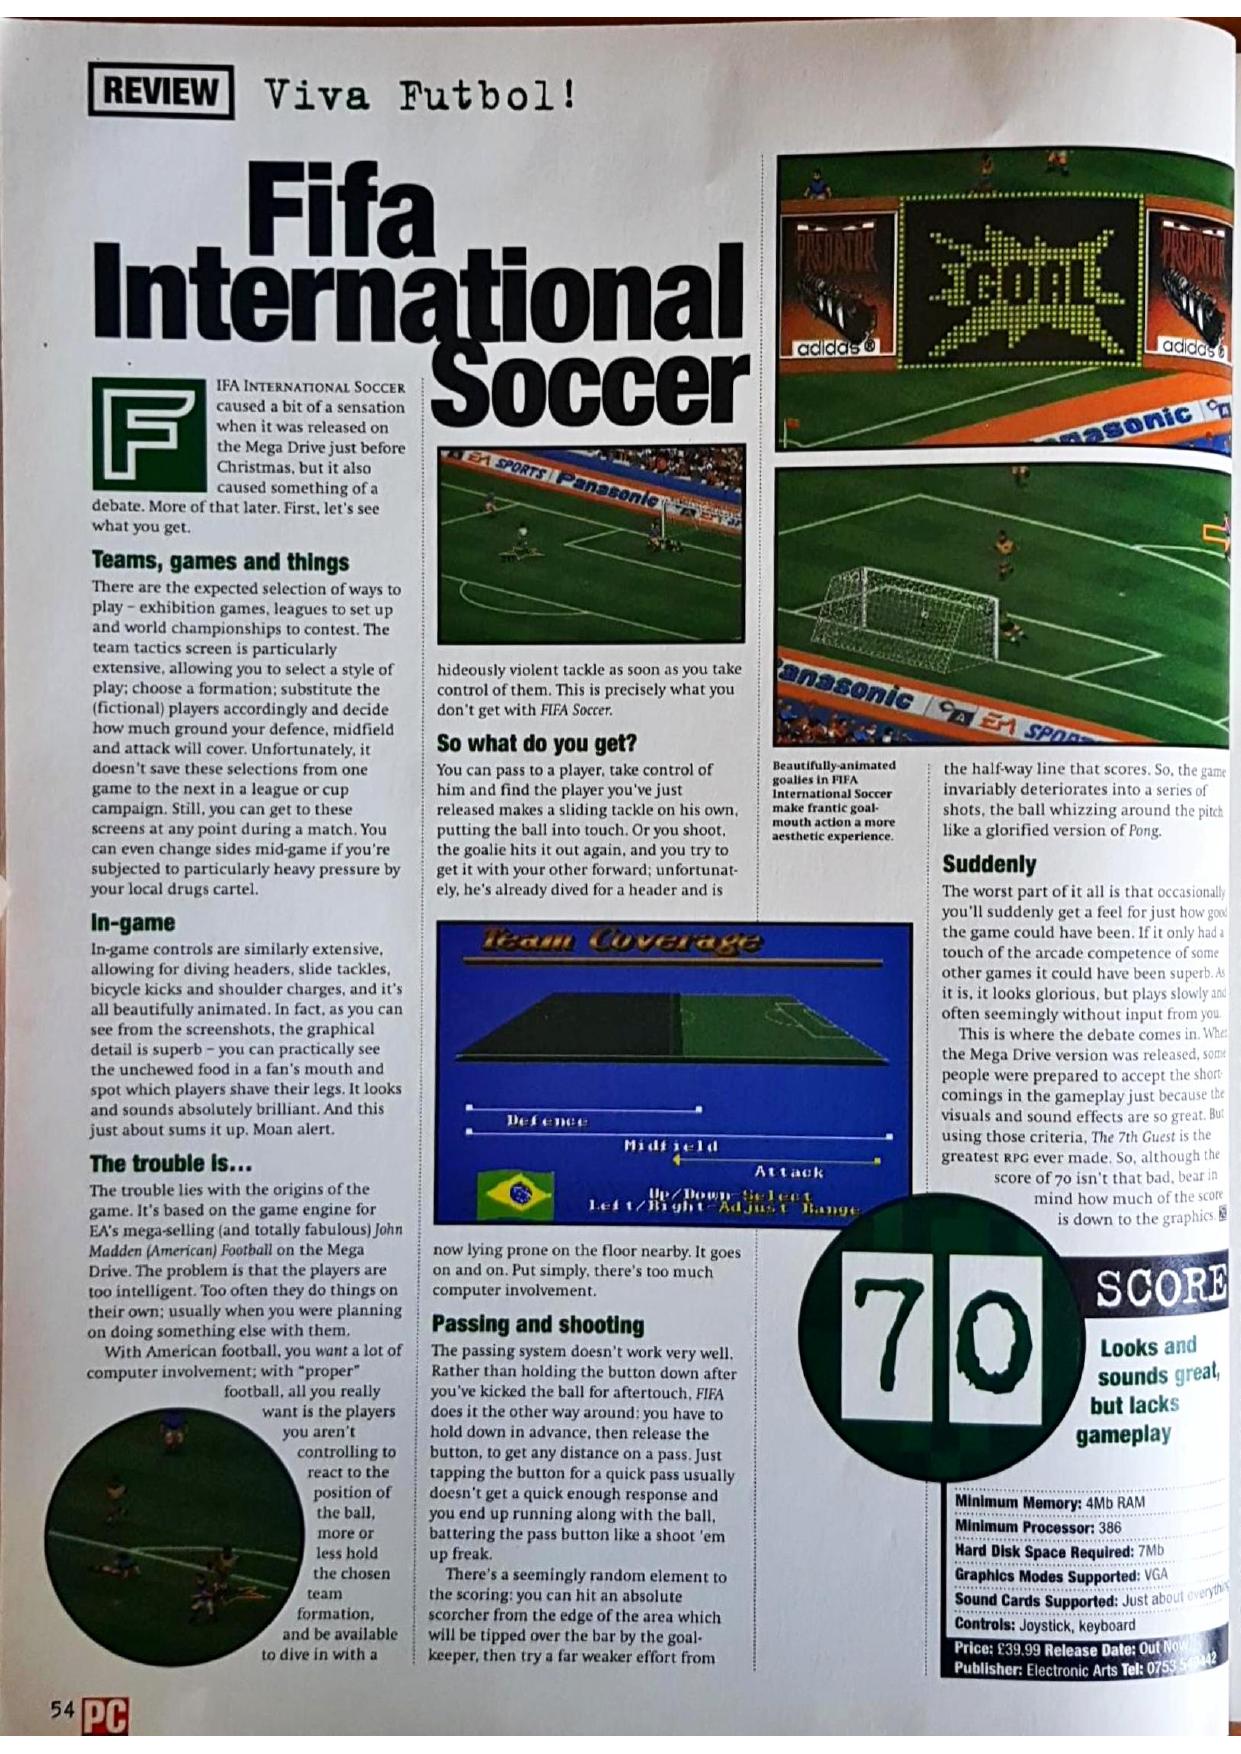 REVIEW Viva Futbol!
Fifa
International
Soccer
FIFA INTERNATIONAL SOCCER
caused a bit of a sensation
when it was released on
the Mega Drive just before
Christmas, but it also
caused something of a
debate. More of that later. First, let's see
what you get.
Teams, games and things
There are the expected selection of ways to
play – exhibition games, leagues to set up
and world championships to contest. The
team tactics screen is particularly
extensive, allowing you to select a style of
play; choose a formation; substitute the
(fictional) players accordingly and decide
how much ground your defence, midfield
and attack will cover. Unfortunately, it
doesn't save these selections from one
game to the next in a league or cup
campaign. Still, you can get to these
screens at any point during a match. You
can even change sides mid-game if you're
subjected to particularly heavy pressure by
your local drugs cartel.
In-game
In-game controls are similarly extensive,
allowing for diving headers, slide tackles,
bicycle kicks and shoulder charges, and it's
all beautifully animated. In fact, as you can
see from the screenshots, the graphical
detail is superb – you can practically see
the unchewed food in a fan's mouth and
spot which players shave their legs. It looks
and sounds absolutely brilliant. And this
just about sums it up. Moan alert.
The trouble is...
The trouble lies with the origins of the
game. It's based on the game engine for
EA's mega-selling (and totally fabulous) John
Madden (American) Football on the Mega
Drive. The problem is that the players are
too intelligent. Too often they do things on
their own; usually when you were planning
on doing something else with them.
With American football, you want a lot of
computer involvement; with "proper"
football, all you really
want is the players
you aren't
controlling to
react to the
position of
the ball,
more or
less hold
the chosen
team
formation,
and be available
to dive in with a
EA SPORTS Panasonic EA
hideously violent tackle as soon as you take
control of them. This is precisely what you
don't get with FIFA Soccer.
So what do you get?
You can pass to a player, take control of
him and find the player you've just
released makes a sliding tackle on his own,
putting the ball into touch. Or you shoot,
the goalie hits it out again, and you try to
get it with your other forward; unfortunat-
ely, he's already dived for a header and is
Team Coverage
Defence
Midfield
Attack
Up/Down-Select
Left/Right-Adjust Range
now lying prone on the floor nearby. It goes
on and on. Put simply, there's too much
computer involvement.
Passing and shooting
The passing system doesn't work very well.
Rather than holding the button down after
you've kicked the ball for aftertouch, FIFA
does it the other way around: you have to
hold down in advance, then release the
button, to get any distance on a pass. Just
tapping the button for a quick pass usually
doesn't get a quick enough response and
you end up running along with the ball,
battering the pass button like a shoot 'em
up freak.
There's a seemingly random element to
the scoring: you can hit an absolute
scorcher from the edge of the area which
will be tipped over the bar by the goal-
keeper, then try a far weaker effort from
PREDATOR GOAL PREDATOR
adidas® adidas®
nasonic
anasonic EA SPORTS
Beautifully-animated
goalies in FIFA
International Soccer
make frantic goal-
mouth action a more
aesthetic experience.
the half-way line that scores. So, the game
invariably deteriorates into a series of
shots, the ball whizzing around the pitch
like a glorified version of Pong.
Suddenly
The worst part of it all is that occasionally
you'll suddenly get a feel for just how good
the game could have been. If it only had a
touch of the arcade competence of some
other games it could have been superb. As
it is, it looks glorious, but plays slowly and
often seemingly without input from you.
This is where the debate comes in. When
the Mega Drive version was released, some
people were prepared to accept the short-
comings in the gameplay just because the
visuals and sound effects are so great. But
using those criteria, The 7th Guest is the
greatest RPG ever made. So, although the
score of 70 isn't that bad, bear in
mind how much of the score
is down to the graphics.
70
SCORE
Looks and
sounds great,
but lacks
gameplay
Minimum Memory: 4Mb RAM
Minimum Processor: 386
Hard Disk Space Required: 7Mb
Graphics Modes Supported: VGA
Sound Cards Supported: Just about everything
Controls: Joystick, keyboard
Price: £39.99 Release Date: Out Now
Publisher: Electronic Arts Tel: 0753
54 PC